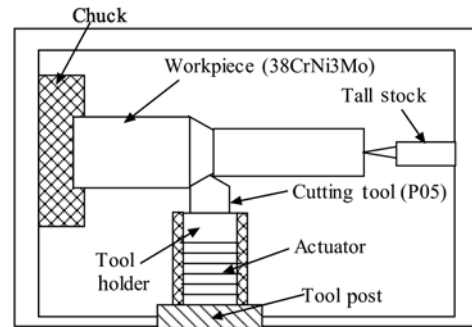 Chuck
Workpiece (38CrNi3Mo)
Tall stock
Cutting tool (P05)
Tool
holder
Actuator
Tool post